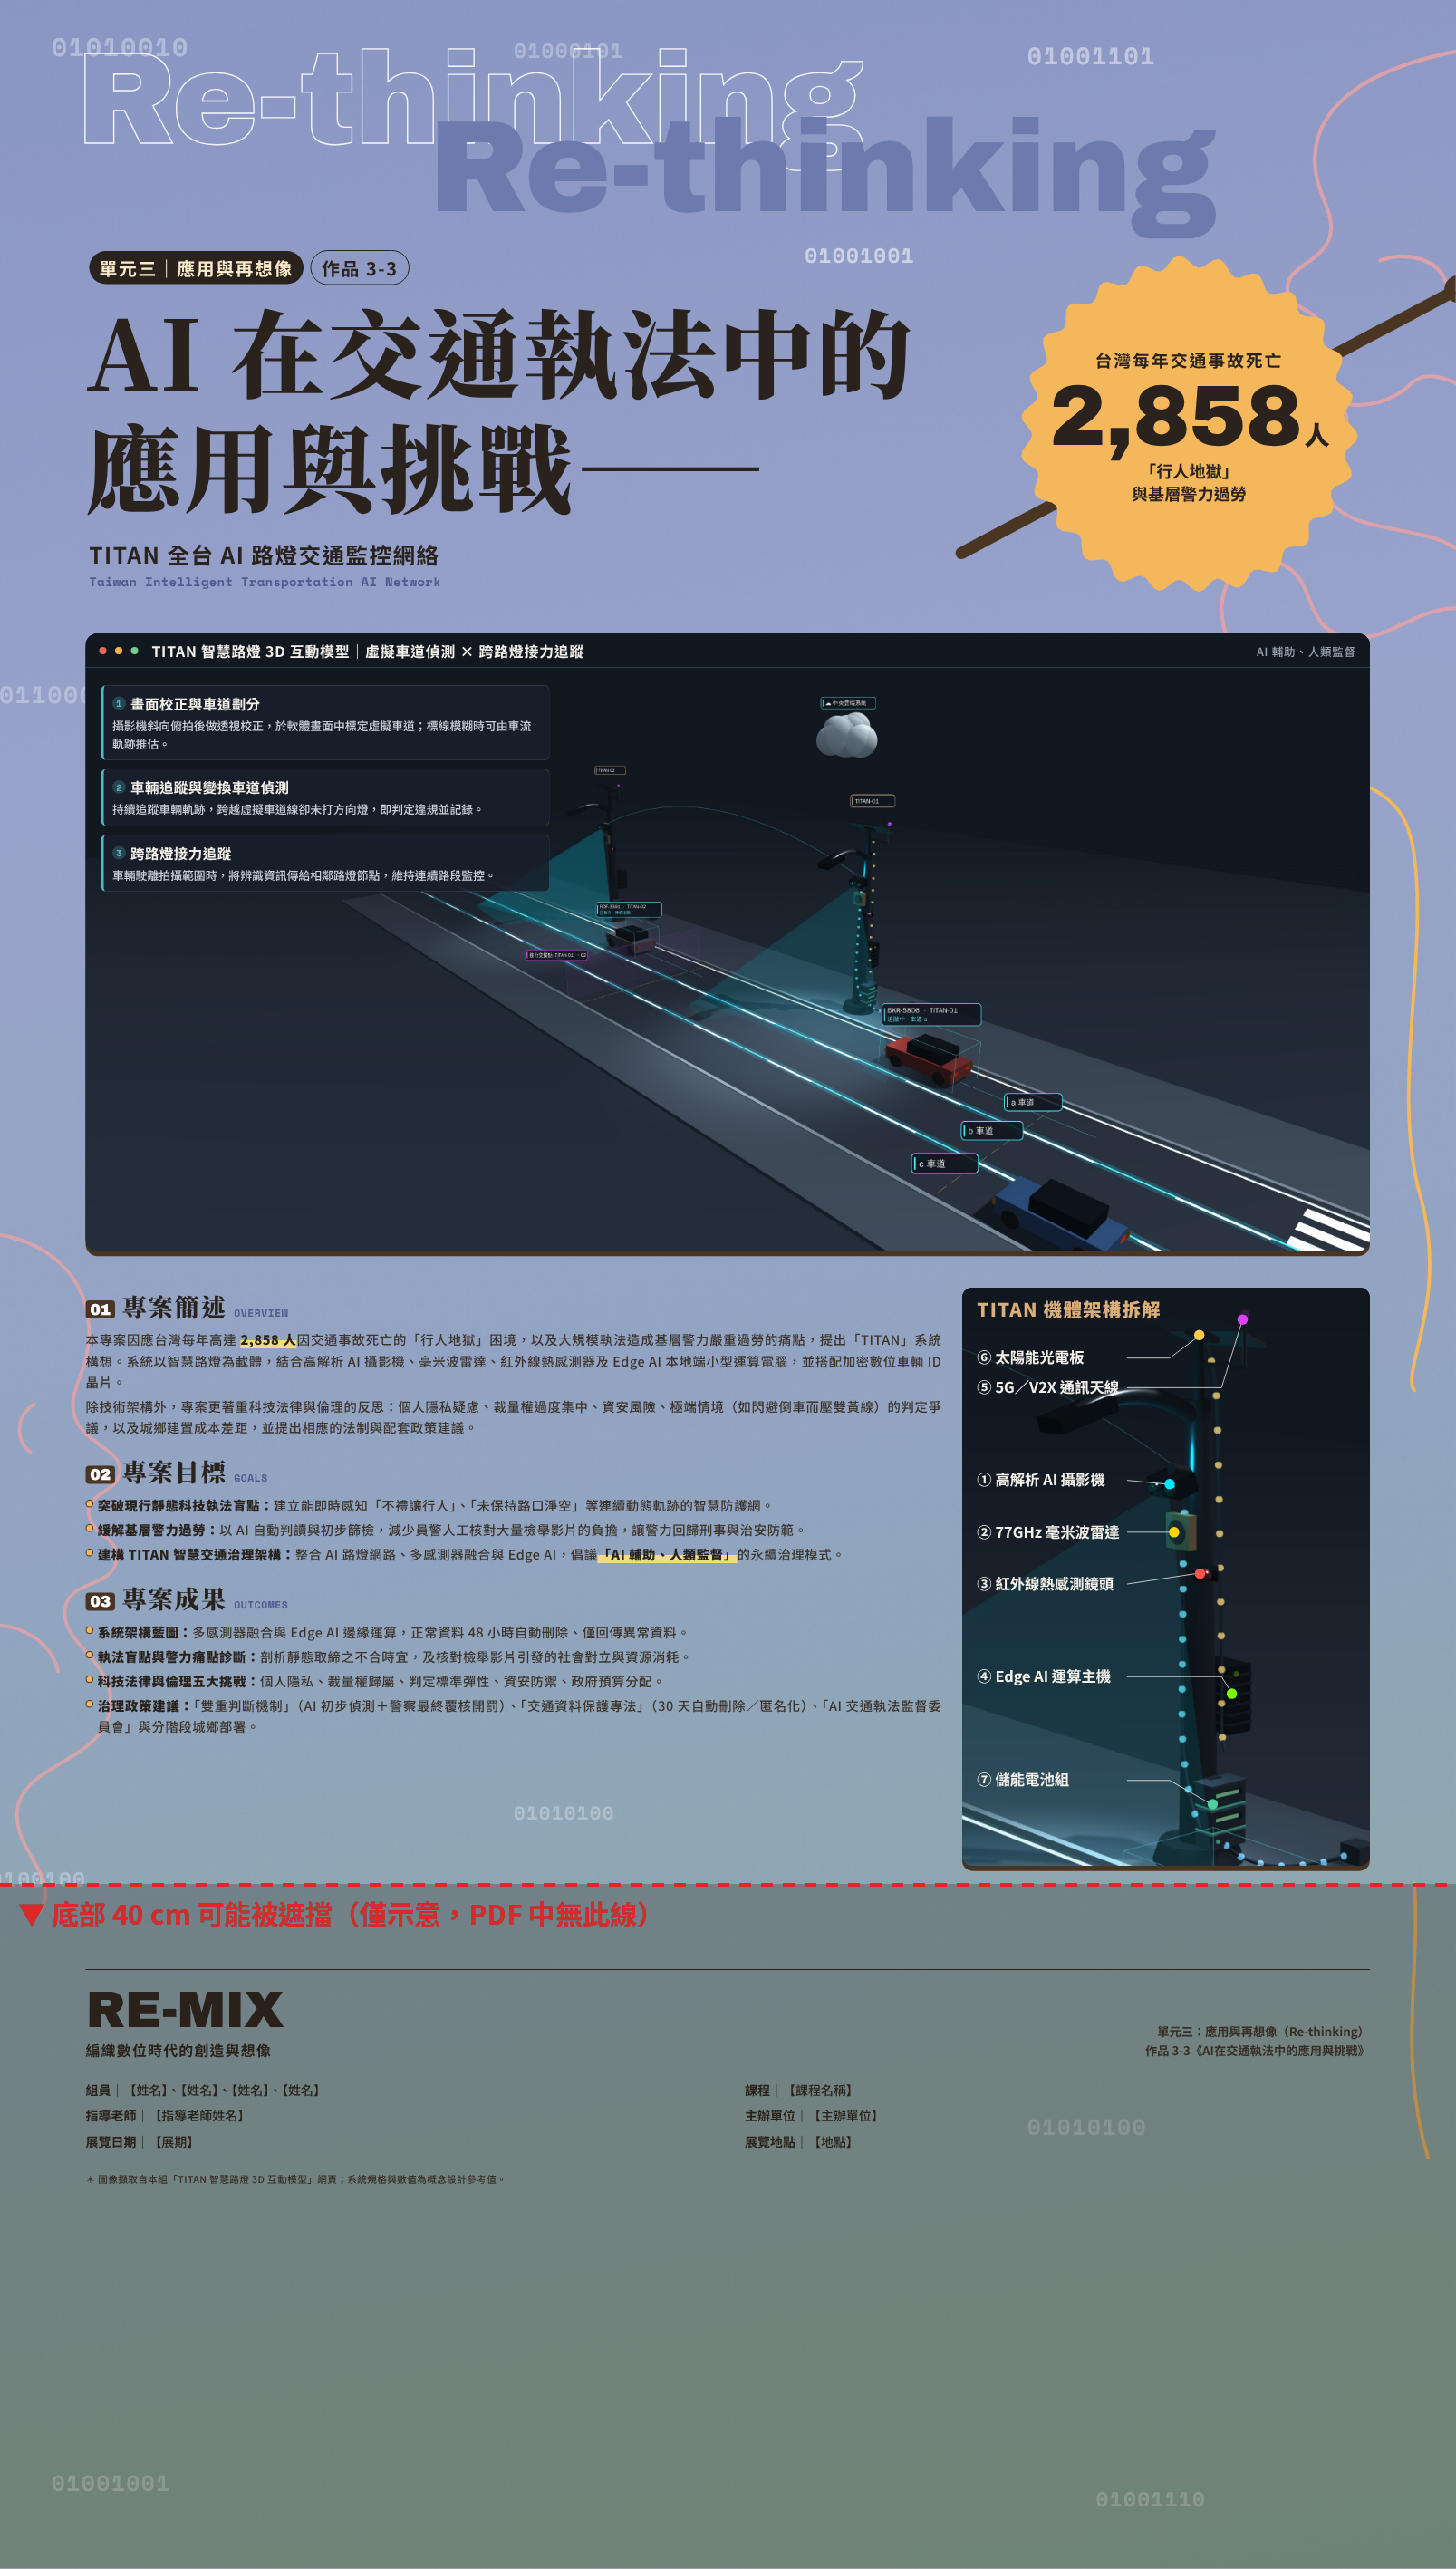 01010010
01000101
01001101
Re-thinking
Re-thinking
01001001
單元三｜應用與再想像 作品 3-3
AI 在交通執法中的
應用與挑戰——
台灣每年交通事故死亡
2,858人
「行人地獄」
與基層警力過勞
TITAN 全台 AI 路燈交通監控網絡
Taiwan Intelligent Transportation AI Network
TITAN 智慧路燈 3D 互動模型｜虛擬車道偵測 × 跨路燈接力追蹤
AI 輔助、人類監督
011000
1 畫面校正與車道劃分
攝影機斜向俯拍後做透視校正，於軟體畫面中標定虛擬車道；標線模糊時可由車流
軌跡推估。
2 車輛追蹤與變換車道偵測
持續追蹤車輛軌跡，跨越虛擬車道線卻未打方向燈，即判定違規並記錄。
3 跨路燈接力追蹤
車輛駛離拍攝範圍時，將辨識資訊傳給相鄰路燈節點，維持連續路段監控。
中央雲端系統
TITAN-02
TITAN-01
BKR-5806 · TITAN-01
追蹤中 · 車道 a
a 車道
b 車道
c 車道
01 專案簡述 OVERVIEW
本專案因應台灣每年高達 2,858 人因交通事故死亡的「行人地獄」困境，以及大規模執法造成基層警力嚴重過勞的痛點，提出「TITAN」系統
構想。系統以智慧路燈為載體，結合高解析 AI 攝影機、毫米波雷達、紅外線熱感測器及 Edge AI 本地端小型運算電腦，並搭配加密數位車輛 ID
晶片。
除技術架構外，專案更著重科技法律與倫理的反思：個人隱私疑慮、裁量權過度集中、資安風險、極端情境（如閃避倒車而壓雙黃線）的判定爭
議，以及城鄉建置成本差距，並提出相應的法制與配套政策建議。
02 專案目標 GOALS
突破現行靜態科技執法盲點：建立能即時感知「不禮讓行人」、「未保持路口淨空」等連續動態軌跡的智慧防護網。
緩解基層警力過勞：以 AI 自動判讀與初步篩檢，減少員警人工核對大量檢舉影片的負擔，讓警力回歸刑事與治安防範。
建構 TITAN 智慧交通治理架構：整合 AI 路燈網路、多感測器融合與 Edge AI，倡議「AI 輔助、人類監督」的永續治理模式。
03 專案成果 OUTCOMES
系統架構藍圖：多感測器融合與 Edge AI 邊緣運算，正常資料 48 小時自動刪除、僅回傳異常資料。
執法盲點與警力痛點診斷：剖析靜態取締之不合時宜，及核對檢舉影片引發的社會對立與資源消耗。
科技法律與倫理五大挑戰：個人隱私、裁量權歸屬、判定標準彈性、資安防禦、政府預算分配。
治理政策建議：「雙重判斷機制」（AI 初步偵測＋警察最終覆核開罰）、「交通資料保護專法」（30 天自動刪除／匿名化）、「AI 交通執法監督委
員會」與分階段城鄉部署。
TITAN 機體架構拆解
⑥ 太陽能光電板
⑤ 5G／V2X 通訊天線
① 高解析 AI 攝影機
② 77GHz 毫米波雷達
③ 紅外線熱感測鏡頭
④ Edge AI 運算主機
⑦ 儲能電池組
01010100
100100
▼ 底部 40 cm 可能被遮擋（僅示意，PDF 中無此線）
RE-MIX
編織數位時代的創造與想像
單元三：應用與再想像（Re-thinking）
作品 3-3《AI在交通執法中的應用與挑戰》
組員｜【姓名】、【姓名】、【姓名】、【姓名】
指導老師｜【指導老師姓名】
展覽日期｜【展期】
課程｜【課程名稱】
主辦單位｜【主辦單位】
展覽地點｜【地點】
01010100
＊ 圖像擷取自本組「TITAN 智慧路燈 3D 互動模型」網頁；系統規格與數值為概念設計參考值。
01001001
01001110